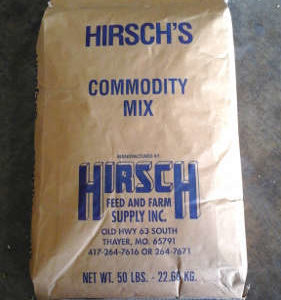 HIRSCH'S
COMMODITY
MIX
MANUFACTURED BY
HIRSCH
FEED AND FARM
SUPPLY INC.
OLD HWY 63 SOUTH
THAYER, MO. 65791
417-264-7616 OR 264-7671
NET WT. 50 LBS. - 22.66 KG.